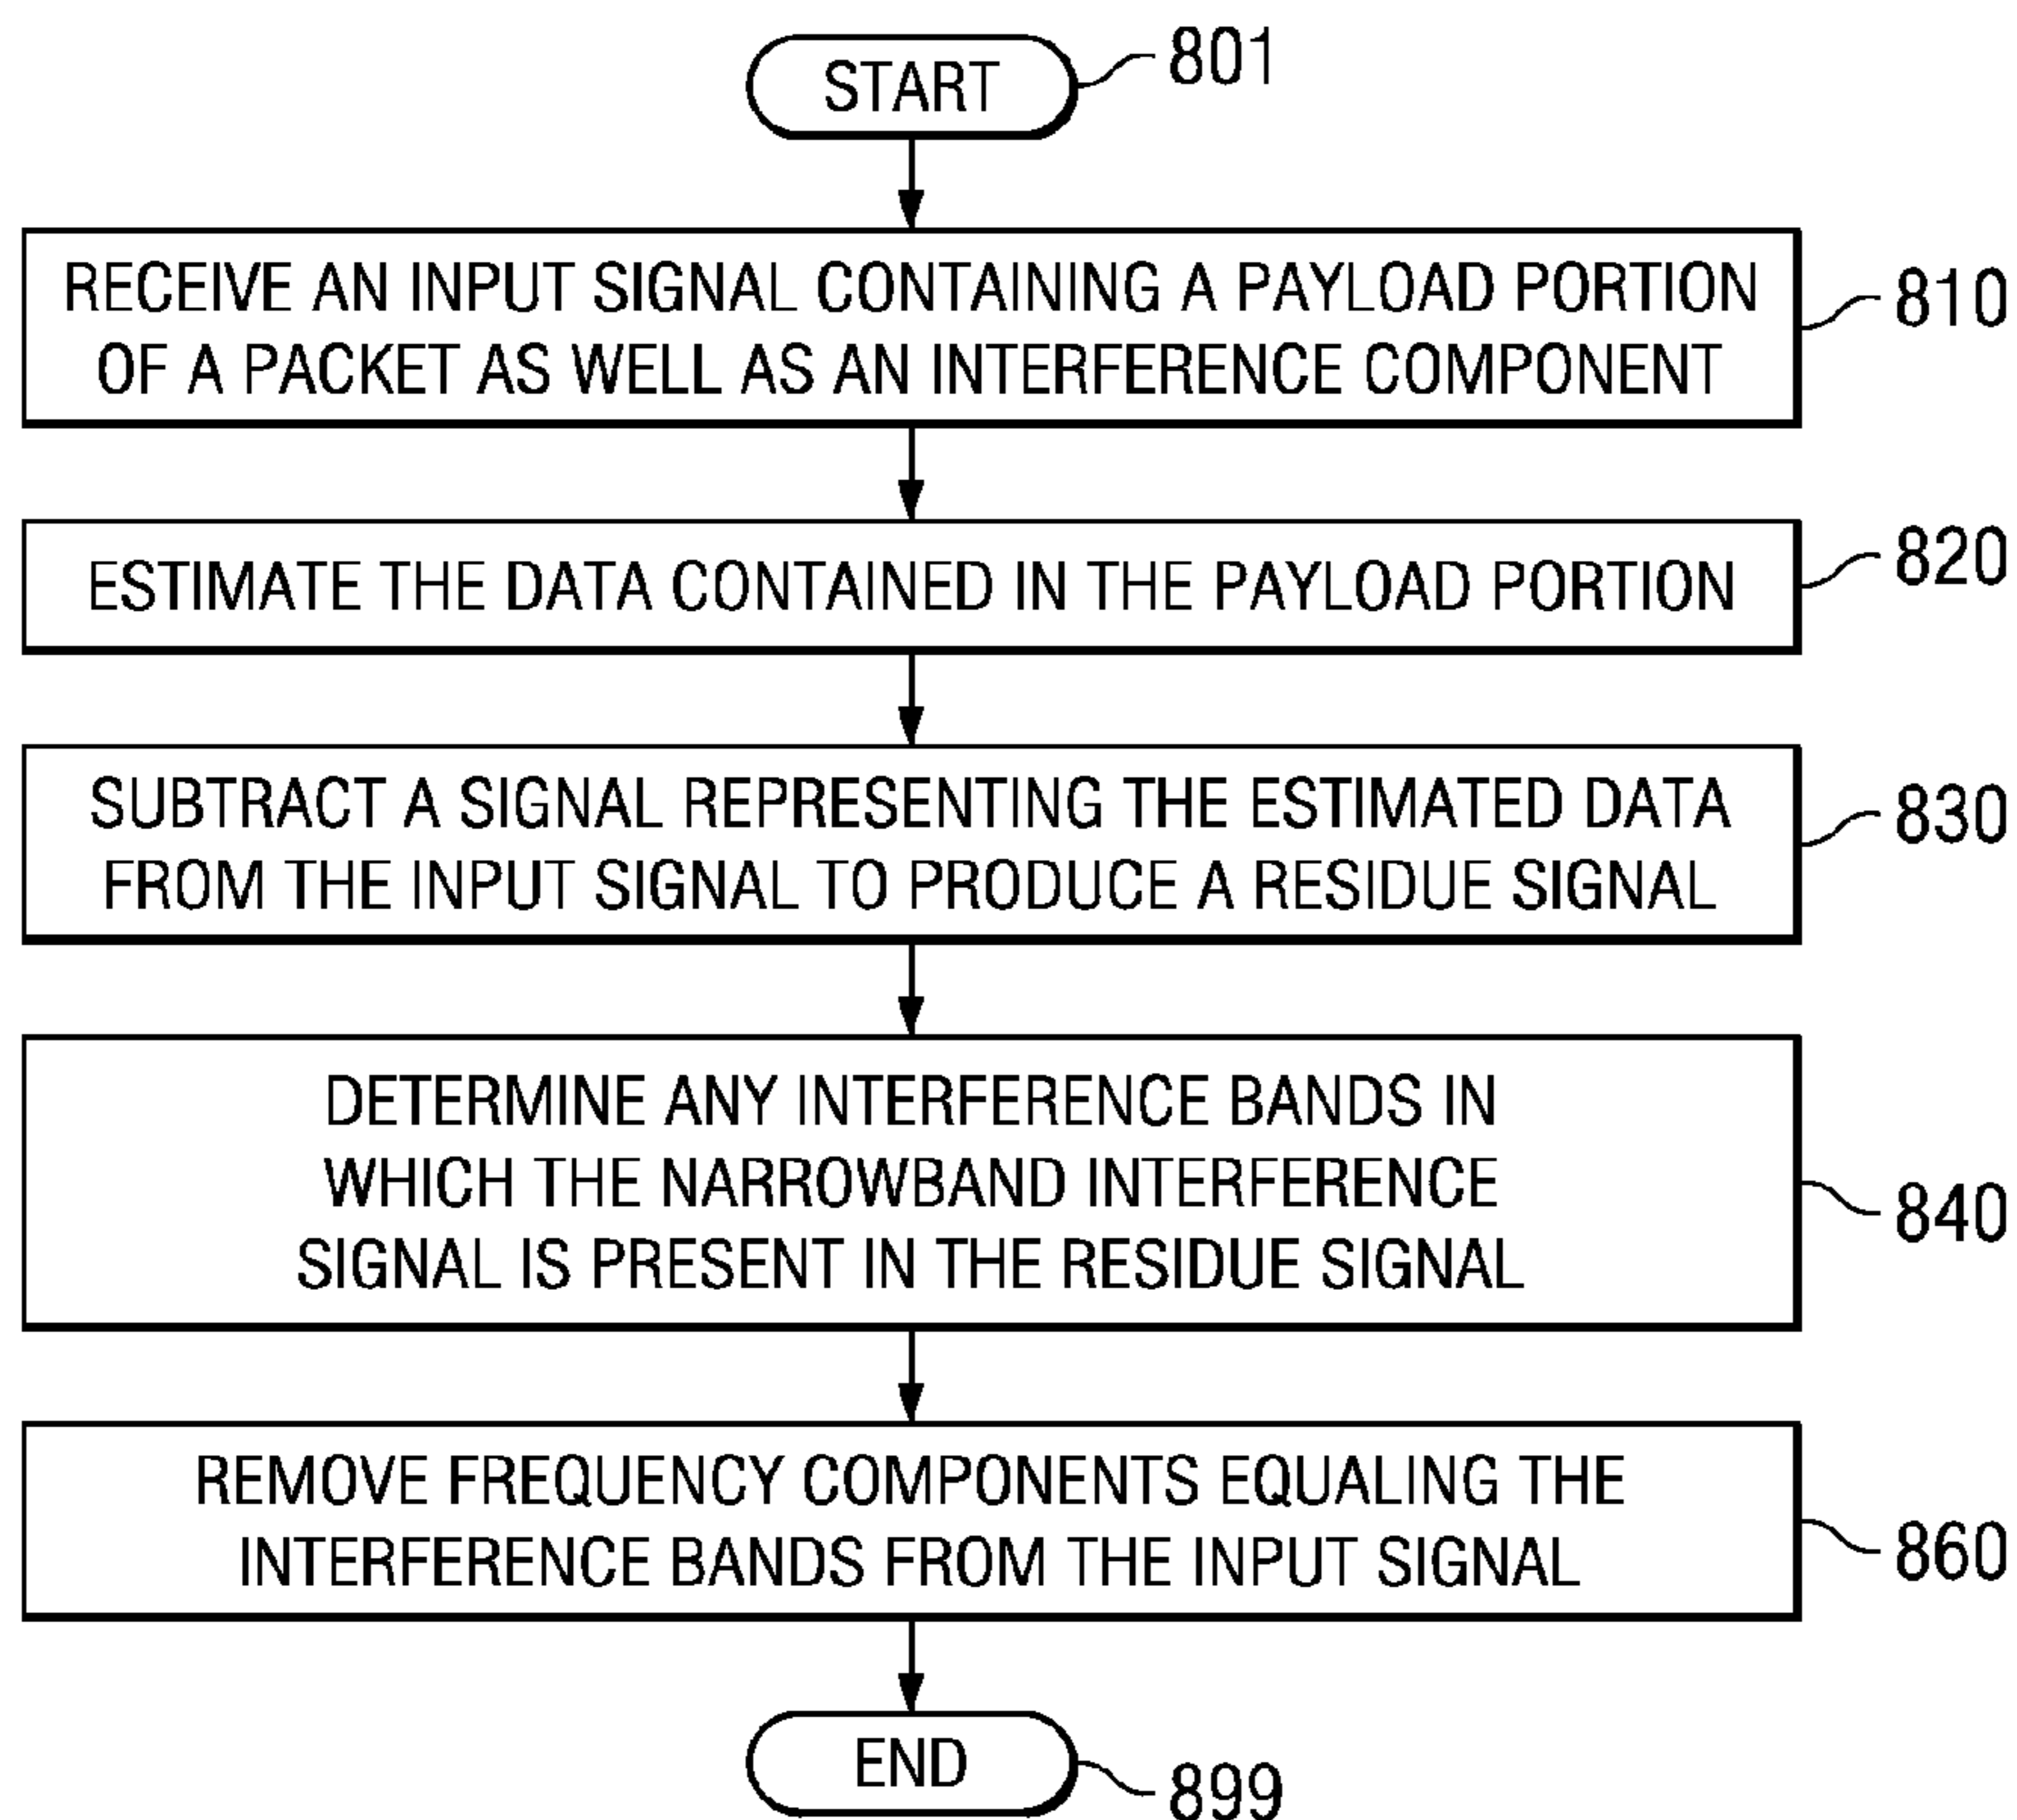 START
801
RECEIVE AN INPUT SIGNAL CONTAINING A PAYLOAD PORTION
OF A PACKET AS WELL AS AN INTERFERENCE COMPONENT
810
ESTIMATE THE DATA CONTAINED IN THE PAYLOAD PORTION
820
SUBTRACT A SIGNAL REPRESENTING THE ESTIMATED DATA
FROM THE INPUT SIGNAL TO PRODUCE A RESIDUE SIGNAL
830
DETERMINE ANY INTERFERENCE BANDS IN
WHICH THE NARROWBAND INTERFERENCE
SIGNAL IS PRESENT IN THE RESIDUE SIGNAL
840
REMOVE FREQUENCY COMPONENTS EQUALING THE
INTERFERENCE BANDS FROM THE INPUT SIGNAL
860
END
899